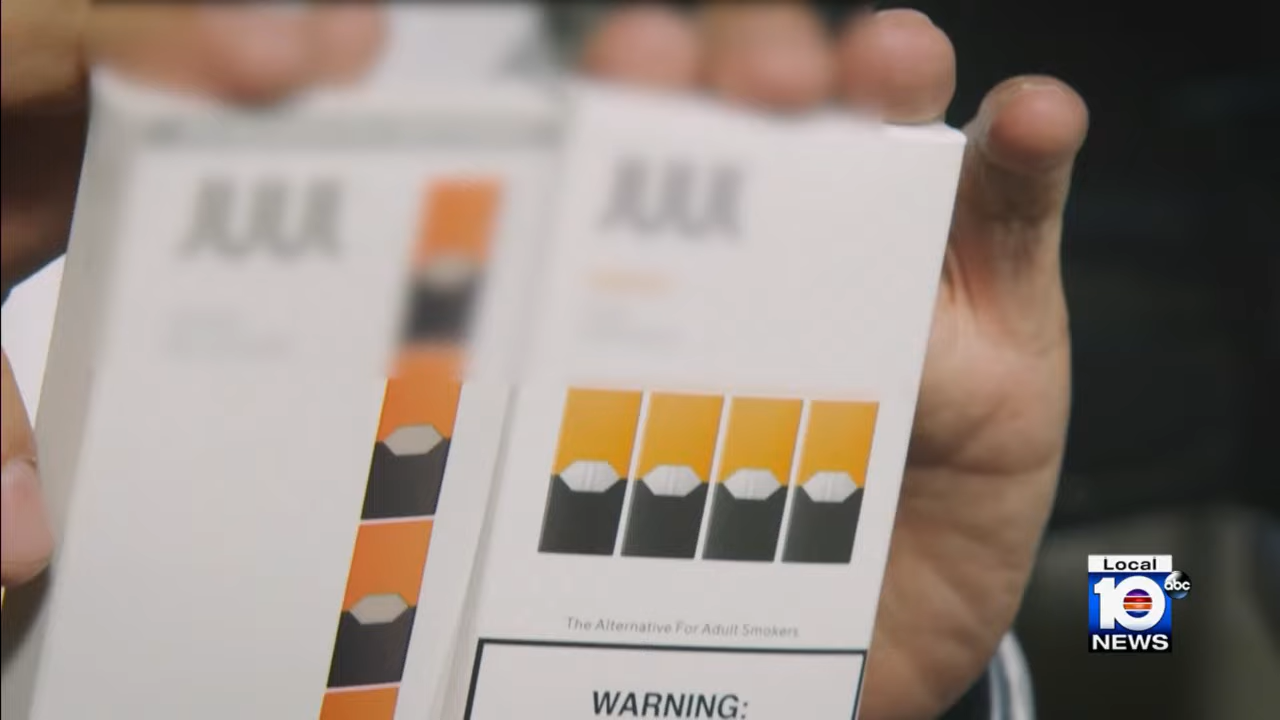 JUUL
JUUL
The Alternative For Adult Smokers
WARNING:
Local
10
abc
NEWS